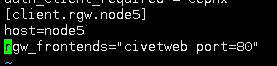 [client.rgw.node5]
host=node5
rgw_frontends="civetweb port=80"
~